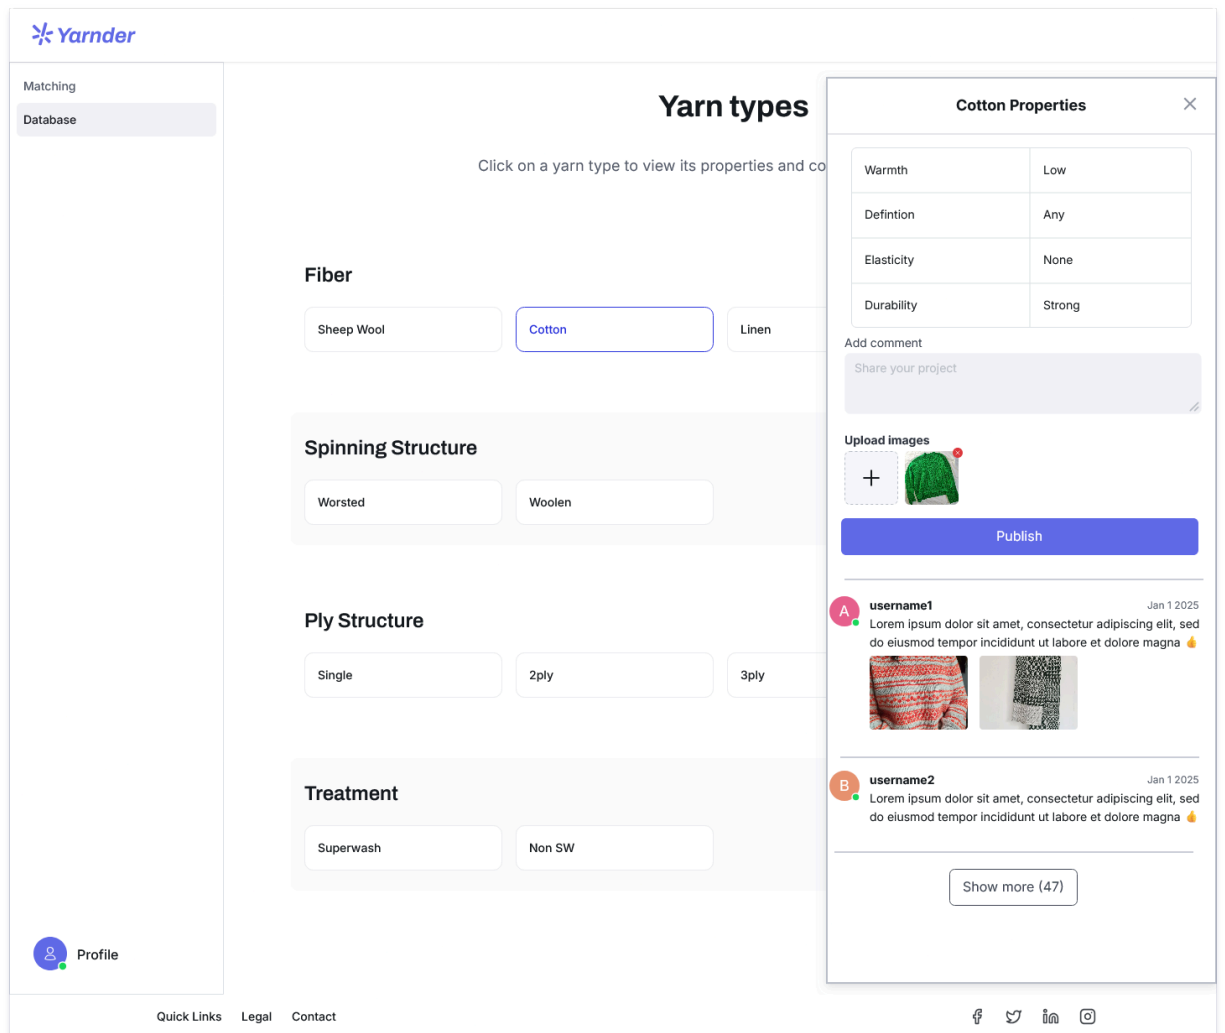 Yarnder
Matching
Database
Profile
Yarn types
Click on a yarn type to view its properties and co
Fiber
Sheep Wool
Cotton
Linen
Spinning Structure
Worsted
Woolen
Ply Structure
Single
2ply
3ply
Treatment
Superwash
Non SW
Cotton Properties
Warmth Low
Defintion Any
Elasticity None
Durability Strong
Add comment
Share your project
Upload images
Publish
A
username1 Jan 1 2025
Lorem ipsum dolor sit amet, consectetur adipiscing elit, sed
do eiusmod tempor incididunt ut labore et dolore magna 👍
B
username2 Jan 1 2025
Lorem ipsum dolor sit amet, consectetur adipiscing elit, sed
do eiusmod tempor incididunt ut labore et dolore magna 👍
Show more (47)
Quick Links Legal Contact